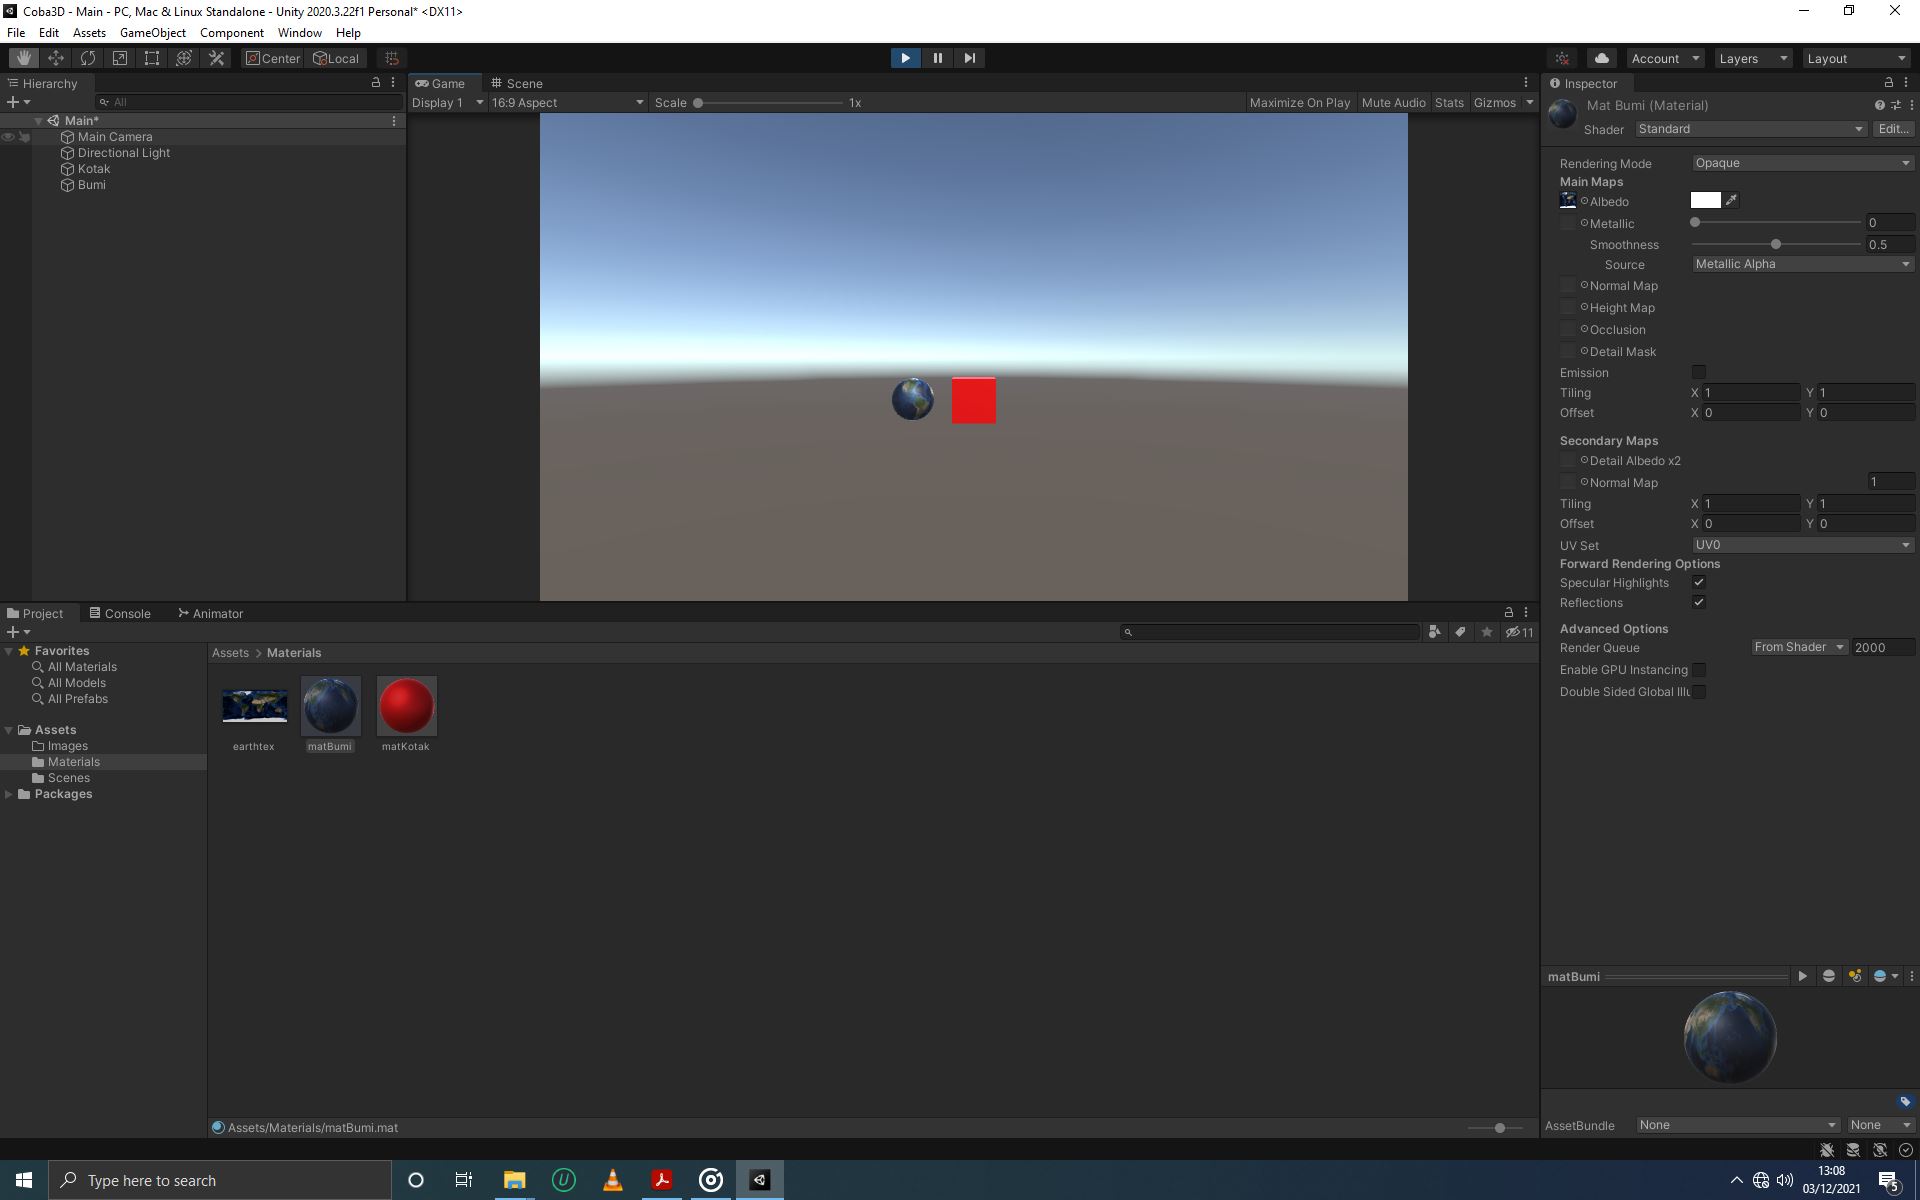 Coba3D - Main - PC, Mac & Linux Standalone - Unity 2020.3.22f1 Personal* <DX11>
File Edit Assets GameObject Component Window Help
Center Local Account Layers Layout
Hierarchy
All
Main*
Main Camera
Directional Light
Kotak
Bumi
Game Scene
Display 1 16:9 Aspect Scale 1x Maximize On Play Mute Audio Stats Gizmos
Inspector
Mat Bumi (Material)
Shader Standard Edit...
Rendering Mode Opaque
Main Maps
Albedo
Metallic 0
Smoothness 0.5
Source Metallic Alpha
Normal Map
Height Map
Occlusion
Detail Mask
Emission
Tiling X 1 Y 1
Offset X 0 Y 0
Secondary Maps
Detail Albedo x2
Normal Map 1
Tiling X 1 Y 1
Offset X 0 Y 0
UV Set UV0
Forward Rendering Options
Specular Highlights
Reflections
Advanced Options
Render Queue From Shader 2000
Enable GPU Instancing
Double Sided Global Illu
matBumi
AssetBundle None None
Project Console Animator
11
Favorites
All Materials
All Models
All Prefabs
Assets
Images
Materials
Scenes
Packages
Assets > Materials
earthtex matBumi matKotak
Assets/Materials/matBumi.mat
Type here to search
13:08
03/12/2021
5